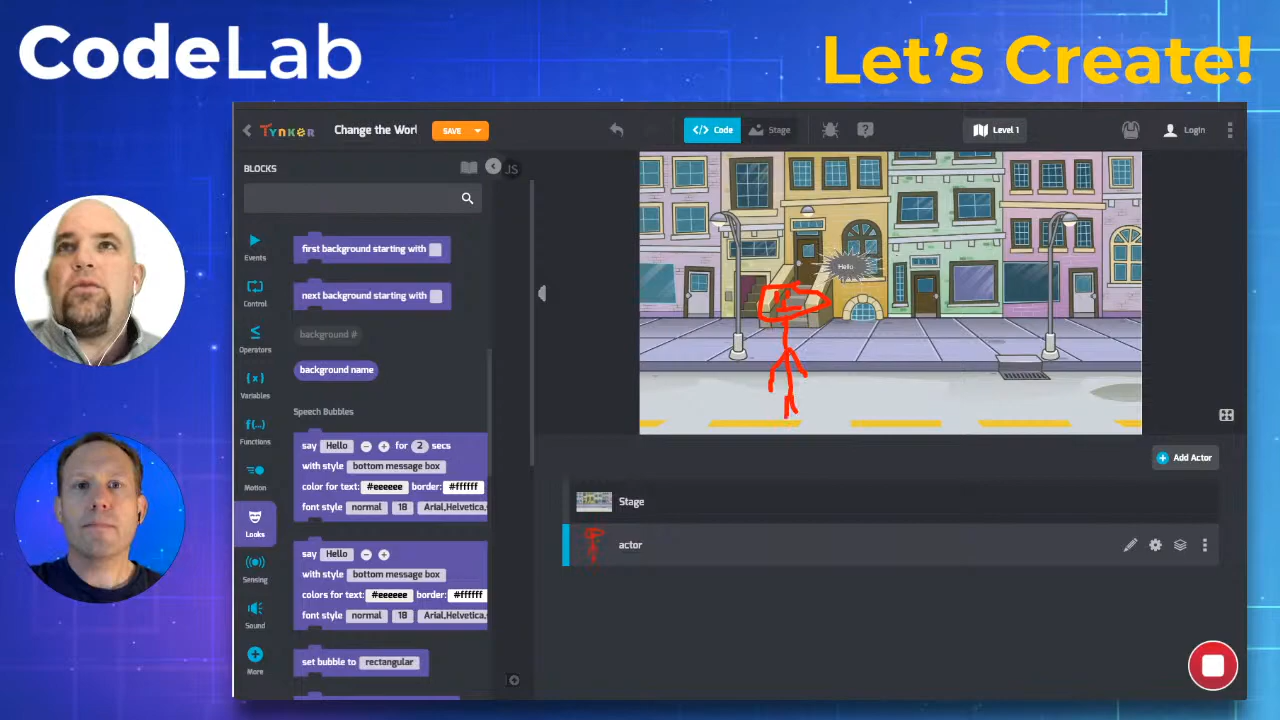 CodeLab
Let's Create!
TYNKER
Change the Worl
SAVE
</> Code
Stage
?
Level 1
Login
BLOCKS
JS
Events
Control
Operators
Variables
Functions
Motion
Looks
Sensing
Sound
More
first background starting with
next background starting with
background #
background name
Speech Bubbles
say Hello − + for 2 secs
with style bottom message box
color for text: #eeeeee border: #ffffff
font style normal 18 Arial,Helvetica,
say Hello − +
with style bottom message box
colors for text: #eeeeee border: #ffffff
font style normal 18 Arial,Helvetica,
set bubble to rectangular
Hello
Add Actor
Stage
actor